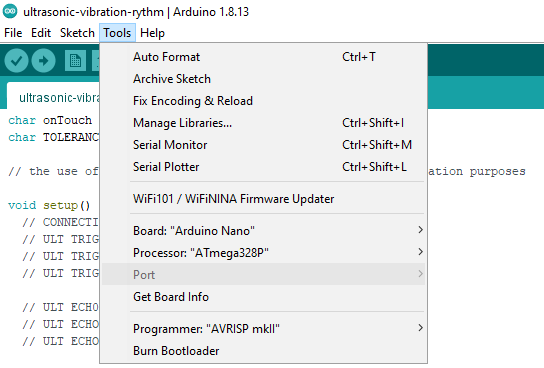 ultrasonic-vibration-rythm | Arduino 1.8.13
File Edit Sketch Tools Help
Auto Format Ctrl+T
Archive Sketch
ultrasonic-vibra
Fix Encoding & Reload
char onTouch
Manage Libraries... Ctrl+Shift+I
char TOLERANC
Serial Monitor Ctrl+Shift+M
// the use of
Serial Plotter Ctrl+Shift+L
ation purposes
WiFi101 / WiFiNINA Firmware Updater
void setup()
// CONNECTI
Board: "Arduino Nano"
// ULT TRIG
Processor: "ATmega328P"
// ULT TRIG
Port
// ULT TRIG
Get Board Info
// ULT ECHO
// ULT ECHO
Programmer: "AVRISP mkII"
// ULT ECHO
Burn Bootloader